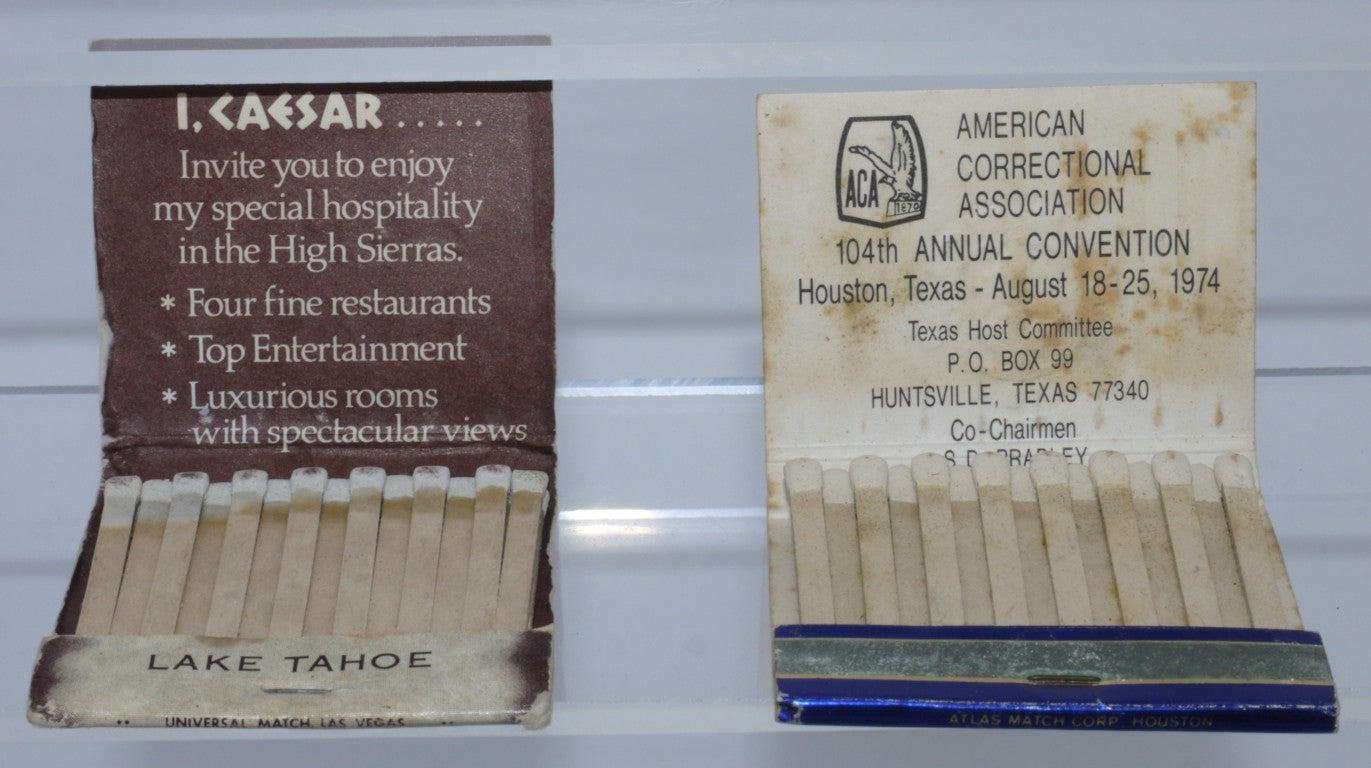 I, CAESAR . . . . .
Invite you to enjoy
my special hospitality
in the High Sierras.
* Four fine restaurants
* Top Entertainment
* Luxurious rooms
with spectacular views
LAKE TAHOE
•• UNIVERSAL MATCH, LAS VEGAS ••
ACA
1870
AMERICAN
CORRECTIONAL
ASSOCIATION
104th ANNUAL CONVENTION
Houston, Texas - August 18-25, 1974
Texas Host Committee
P.O. BOX 99
HUNTSVILLE, TEXAS 77340
Co-Chairmen
ATLAS MATCH CORP. HOUSTON